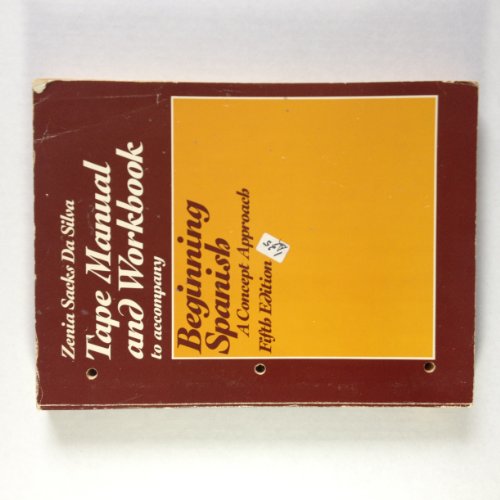 Zenia Sacks Da Silva
Tape Manual
and Workbook
to accompany
Beginning
Spanish
A Concept Approach
Fifth Edition